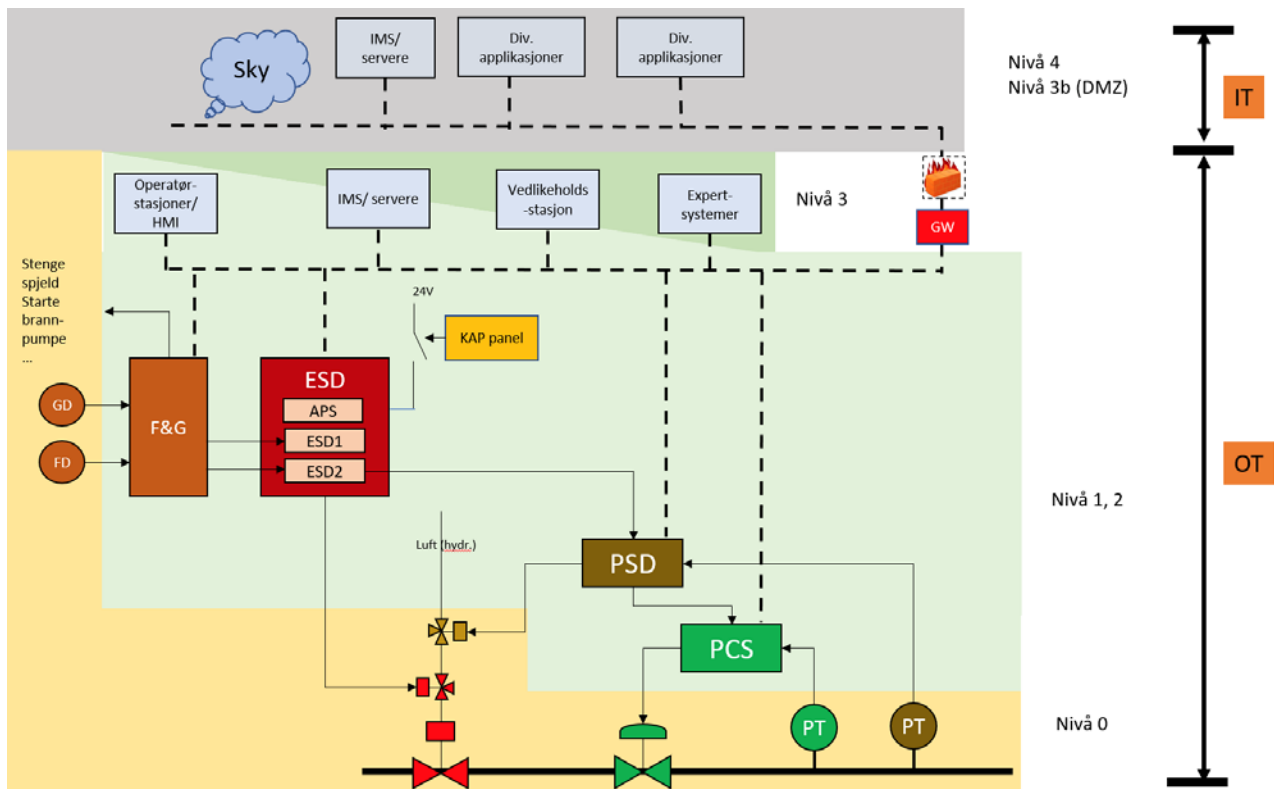 Sky
IMS/
servere
Div.
applikasjoner
Div.
applikasjoner
Nivå 4
Nivå 3b (DMZ)
IT
Operatør-
stasjoner/
HMI
IMS/ servere
Vedlikeholds
-stasjon
Expert-
systemer
Nivå 3
GW
Stenge
spjeld
Starte
brann-
pumpe
...
24V
KAP panel
ESD
APS
ESD1
ESD2
F&G
GD
FD
OT
Nivå 1, 2
Luft (hydr.)
PSD
PCS
PT
PT
Nivå 0